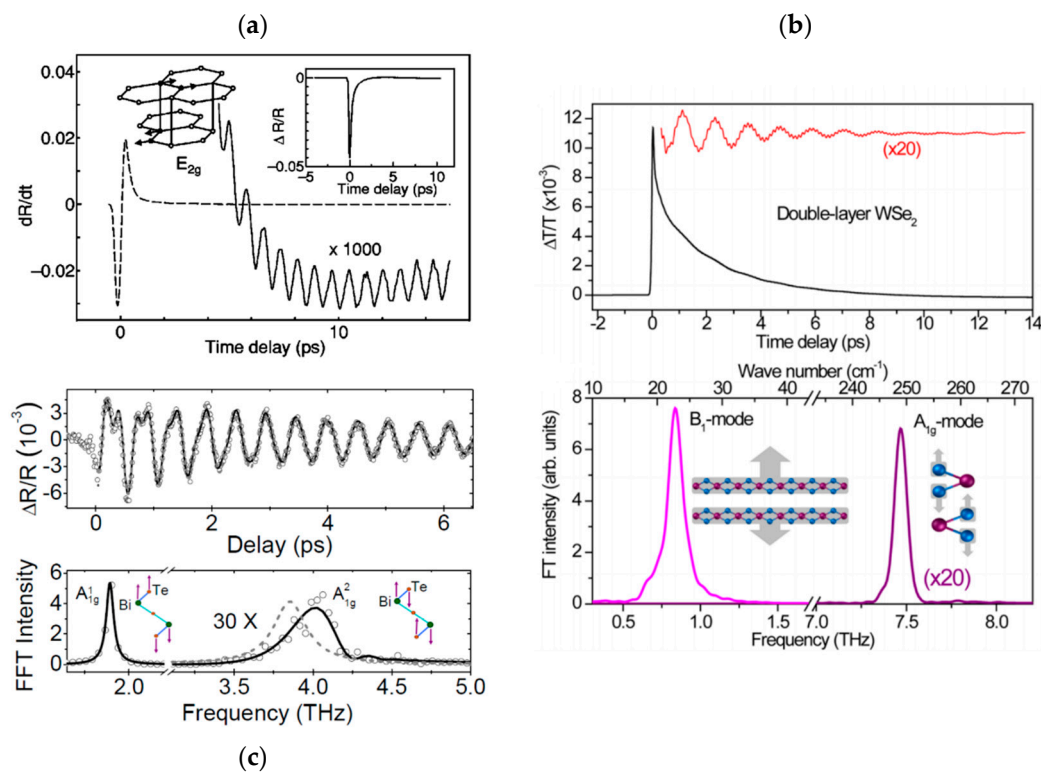 (a)
0.04
0.02
0
−0.02
dR/dt
E2g
0
−0.05
Δ R/R
−5 0 5 10
Time delay (ps)
x 1000
0 10
Time delay (ps)
(b)
12
10
8
6
4
2
0
ΔT/T (x10-3)
(x20)
Double-layer WSe2
-2 0 2 4 6 8 10 12 14
Time delay (ps)
Wave number (cm-1)
10 20 30 40 240 250 260 270
8
6
4
2
0
FT intensity (arb. units)
B1-mode
A1g-mode
(x20)
0.5 1.0 1.5 7.0 7.5 8.0
Frequency (THz)
3
0
-3
-6
ΔR/R (10-3)
0 2 4 6
Delay (ps)
6
4
2
0
FFT Intensity
A1g1
Bi
Te
30 X
A1g2
Bi
Te
2.0 3.5 4.0 4.5 5.0
Frequency (THz)
(c)